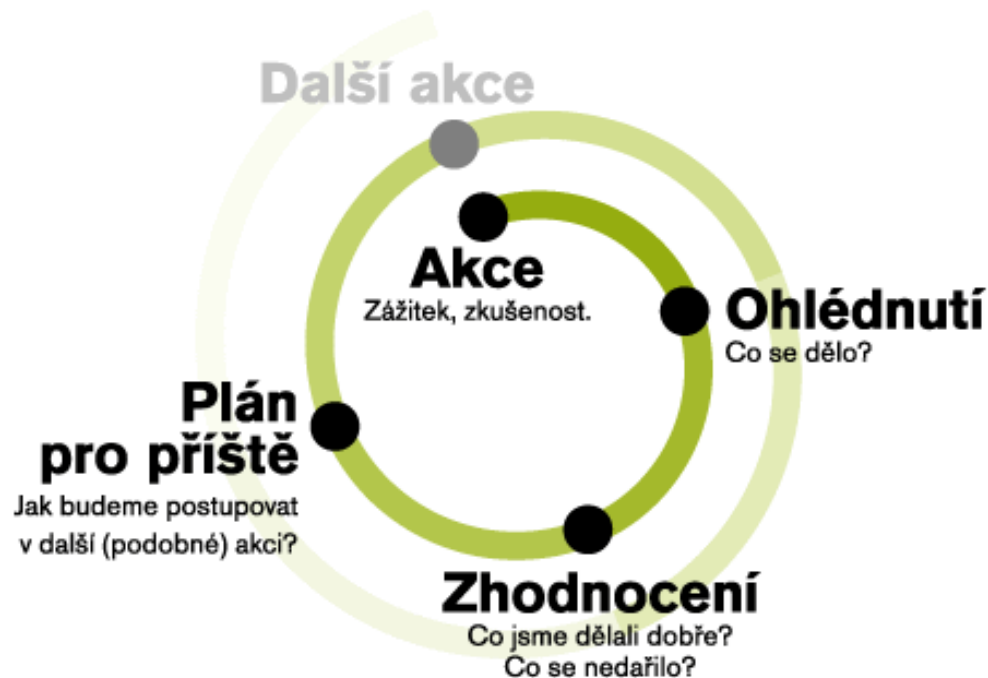 Další akce
Akce
Zážitek, zkušenost.
Ohlédnutí
Co se dělo?
Plán
pro příště
Jak budeme postupovat
v další (podobné) akci?
Zhodnocení
Co jsme dělali dobře?
Co se nedařilo?